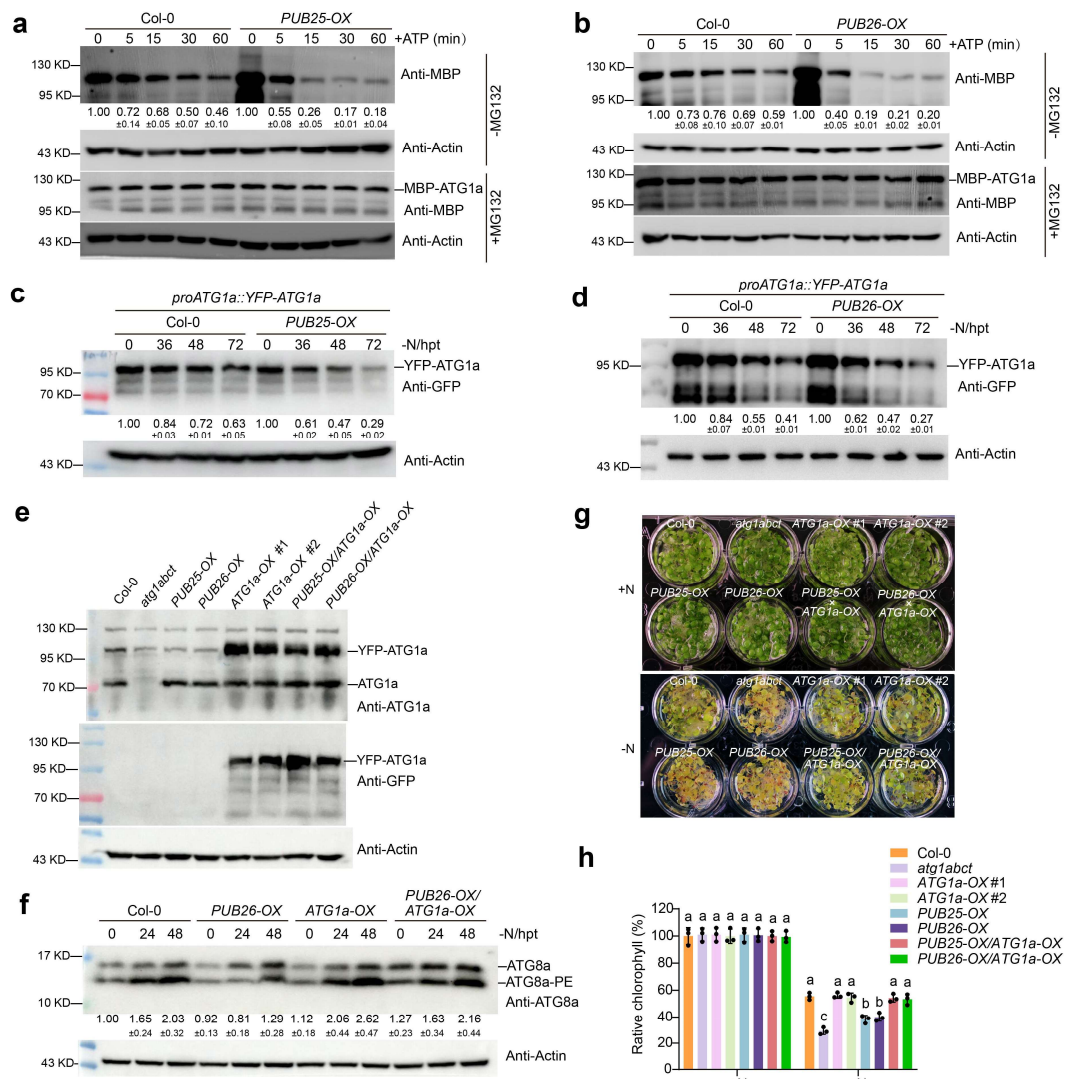 a
Col-0 PUB25-OX
0 5 15 30 60 0 5 15 30 60 +ATP (min)
130 KD
Anti-MBP
95 KD
1.00 0.72 0.68 0.50 0.46 1.00 0.55 0.26 0.17 0.18
±0.14 ±0.05 ±0.07 ±0.10 ±0.08 ±0.05 ±0.01 ±0.04
-MG132
43 KD
Anti-Actin
130 KD
MBP-ATG1a
95 KD
Anti-MBP
+MG132
43 KD
Anti-Actin
b
Col-0 PUB26-OX
0 5 15 30 60 0 5 15 30 60 +ATP (min)
130 KD
Anti-MBP
95 KD
1.00 0.73 0.76 0.69 0.59 1.00 0.40 0.19 0.21 0.20
±0.08 ±0.10 ±0.07 ±0.01 ±0.05 ±0.01 ±0.02 ±0.01
-MG132
43 KD
Anti-Actin
130 KD
MBP-ATG1a
95 KD
Anti-MBP
+MG132
43 KD
Anti-Actin
c
proATG1a::YFP-ATG1a
Col-0 PUB25-OX
0 36 48 72 0 36 48 72 -N/hpt
95 KD
YFP-ATG1a
Anti-GFP
70 KD
1.00 0.84 0.72 0.63 1.00 0.61 0.47 0.29
±0.03 ±0.01 ±0.05 ±0.02 ±0.05 ±0.02
43 KD
Anti-Actin
d
proATG1a::YFP-ATG1a
Col-0 PUB26-OX
0 36 48 72 0 36 48 72 -N/hpt
95 KD
YFP-ATG1a
Anti-GFP
1.00 0.84 0.55 0.41 1.00 0.62 0.47 0.27
±0.07 ±0.01 ±0.01 ±0.01 ±0.02 ±0.01
43 KD
Anti-Actin
e
Col-0
atg1abct
PUB25-OX
PUB26-OX
ATG1a-OX #1
ATG1a-OX #2
PUB25-OX/ATG1a-OX
PUB26-OX/ATG1a-OX
130 KD
YFP-ATG1a
95 KD
70 KD
ATG1a
Anti-ATG1a
130 KD
YFP-ATG1a
95 KD
Anti-GFP
70 KD
43 KD
Anti-Actin
f
Col-0 PUB26-OX ATG1a-OX PUB26-OX/
ATG1a-OX
0 24 48 0 24 48 0 24 48 0 24 48 -N/hpt
17 KD
ATG8a
ATG8a-PE
10 KD
Anti-ATG8a
1.00 1.65 2.03 0.92 0.81 1.29 1.12 2.06 2.62 1.27 1.63 2.16
±0.24 ±0.32 ±0.13 ±0.18 ±0.28 ±0.18 ±0.44 ±0.47 ±0.23 ±0.34 ±0.44
43 KD
Anti-Actin
g
Col-0 atg1abct ATG1a-OX #1 ATG1a-OX #2
+N
PUB25-OX PUB26-OX PUB25-OX PUB26-OX
× ×
ATG1a-OX ATG1a-OX
Col-0 atg1abct ATG1a-OX #1 ATG1a-OX #2
-N
PUB25-OX PUB26-OX PUB25-OX/ PUB26-OX/
ATG1a-OX ATG1a-OX
h
Col-0
atg1abct
ATG1a-OX #1
ATG1a-OX #2
PUB25-OX
PUB26-OX
PUB25-OX/ATG1a-OX
PUB26-OX/ATG1a-OX
Rative chlorophyll (%)
120
100
80
60
40
20
0
a a a a a a a a
a c a a b b a a